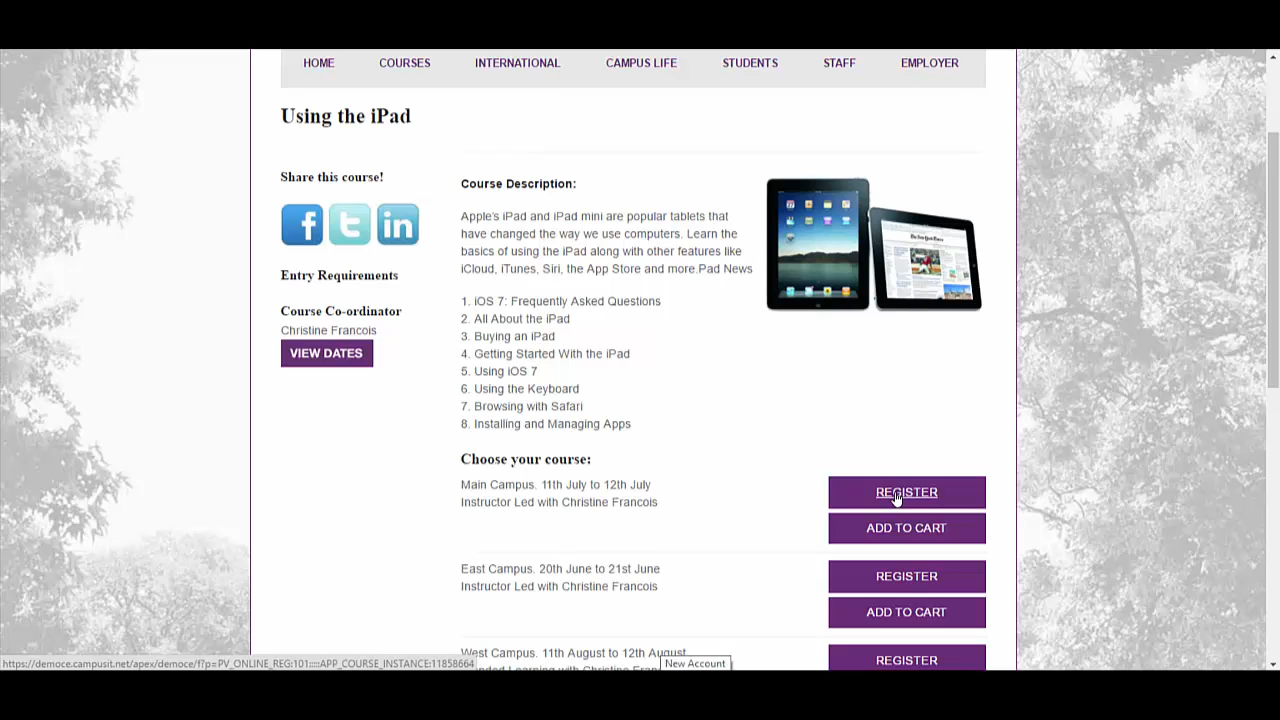 HOME COURSES INTERNATIONAL CAMPUS LIFE STUDENTS STAFF EMPLOYER
Using the iPad
Share this course!
Entry Requirements
Course Co-ordinator
Christine Francois
VIEW DATES
Course Description:
Apple's iPad and iPad mini are popular tablets that
have changed the way we use computers. Learn the
basics of using the iPad along with other features like
iCloud, iTunes, Siri, the App Store and more.Pad News
1. iOS 7: Frequently Asked Questions
2. All About the iPad
3. Buying an iPad
4. Getting Started With the iPad
5. Using iOS 7
6. Using the Keyboard
7. Browsing with Safari
8. Installing and Managing Apps
Choose your course:
Main Campus. 11th July to 12th July
Instructor Led with Christine Francois
REGISTER
ADD TO CART
East Campus. 20th June to 21st June
Instructor Led with Christine Francois
REGISTER
ADD TO CART
West Campus. 11th August to 12th August
Learning with Christine
REGISTER
https://democe.campusit.net/apex/democe/f?p=PV_ONLINE_REG:101:::::APP_COURSE_INSTANCE:11858664
New Account